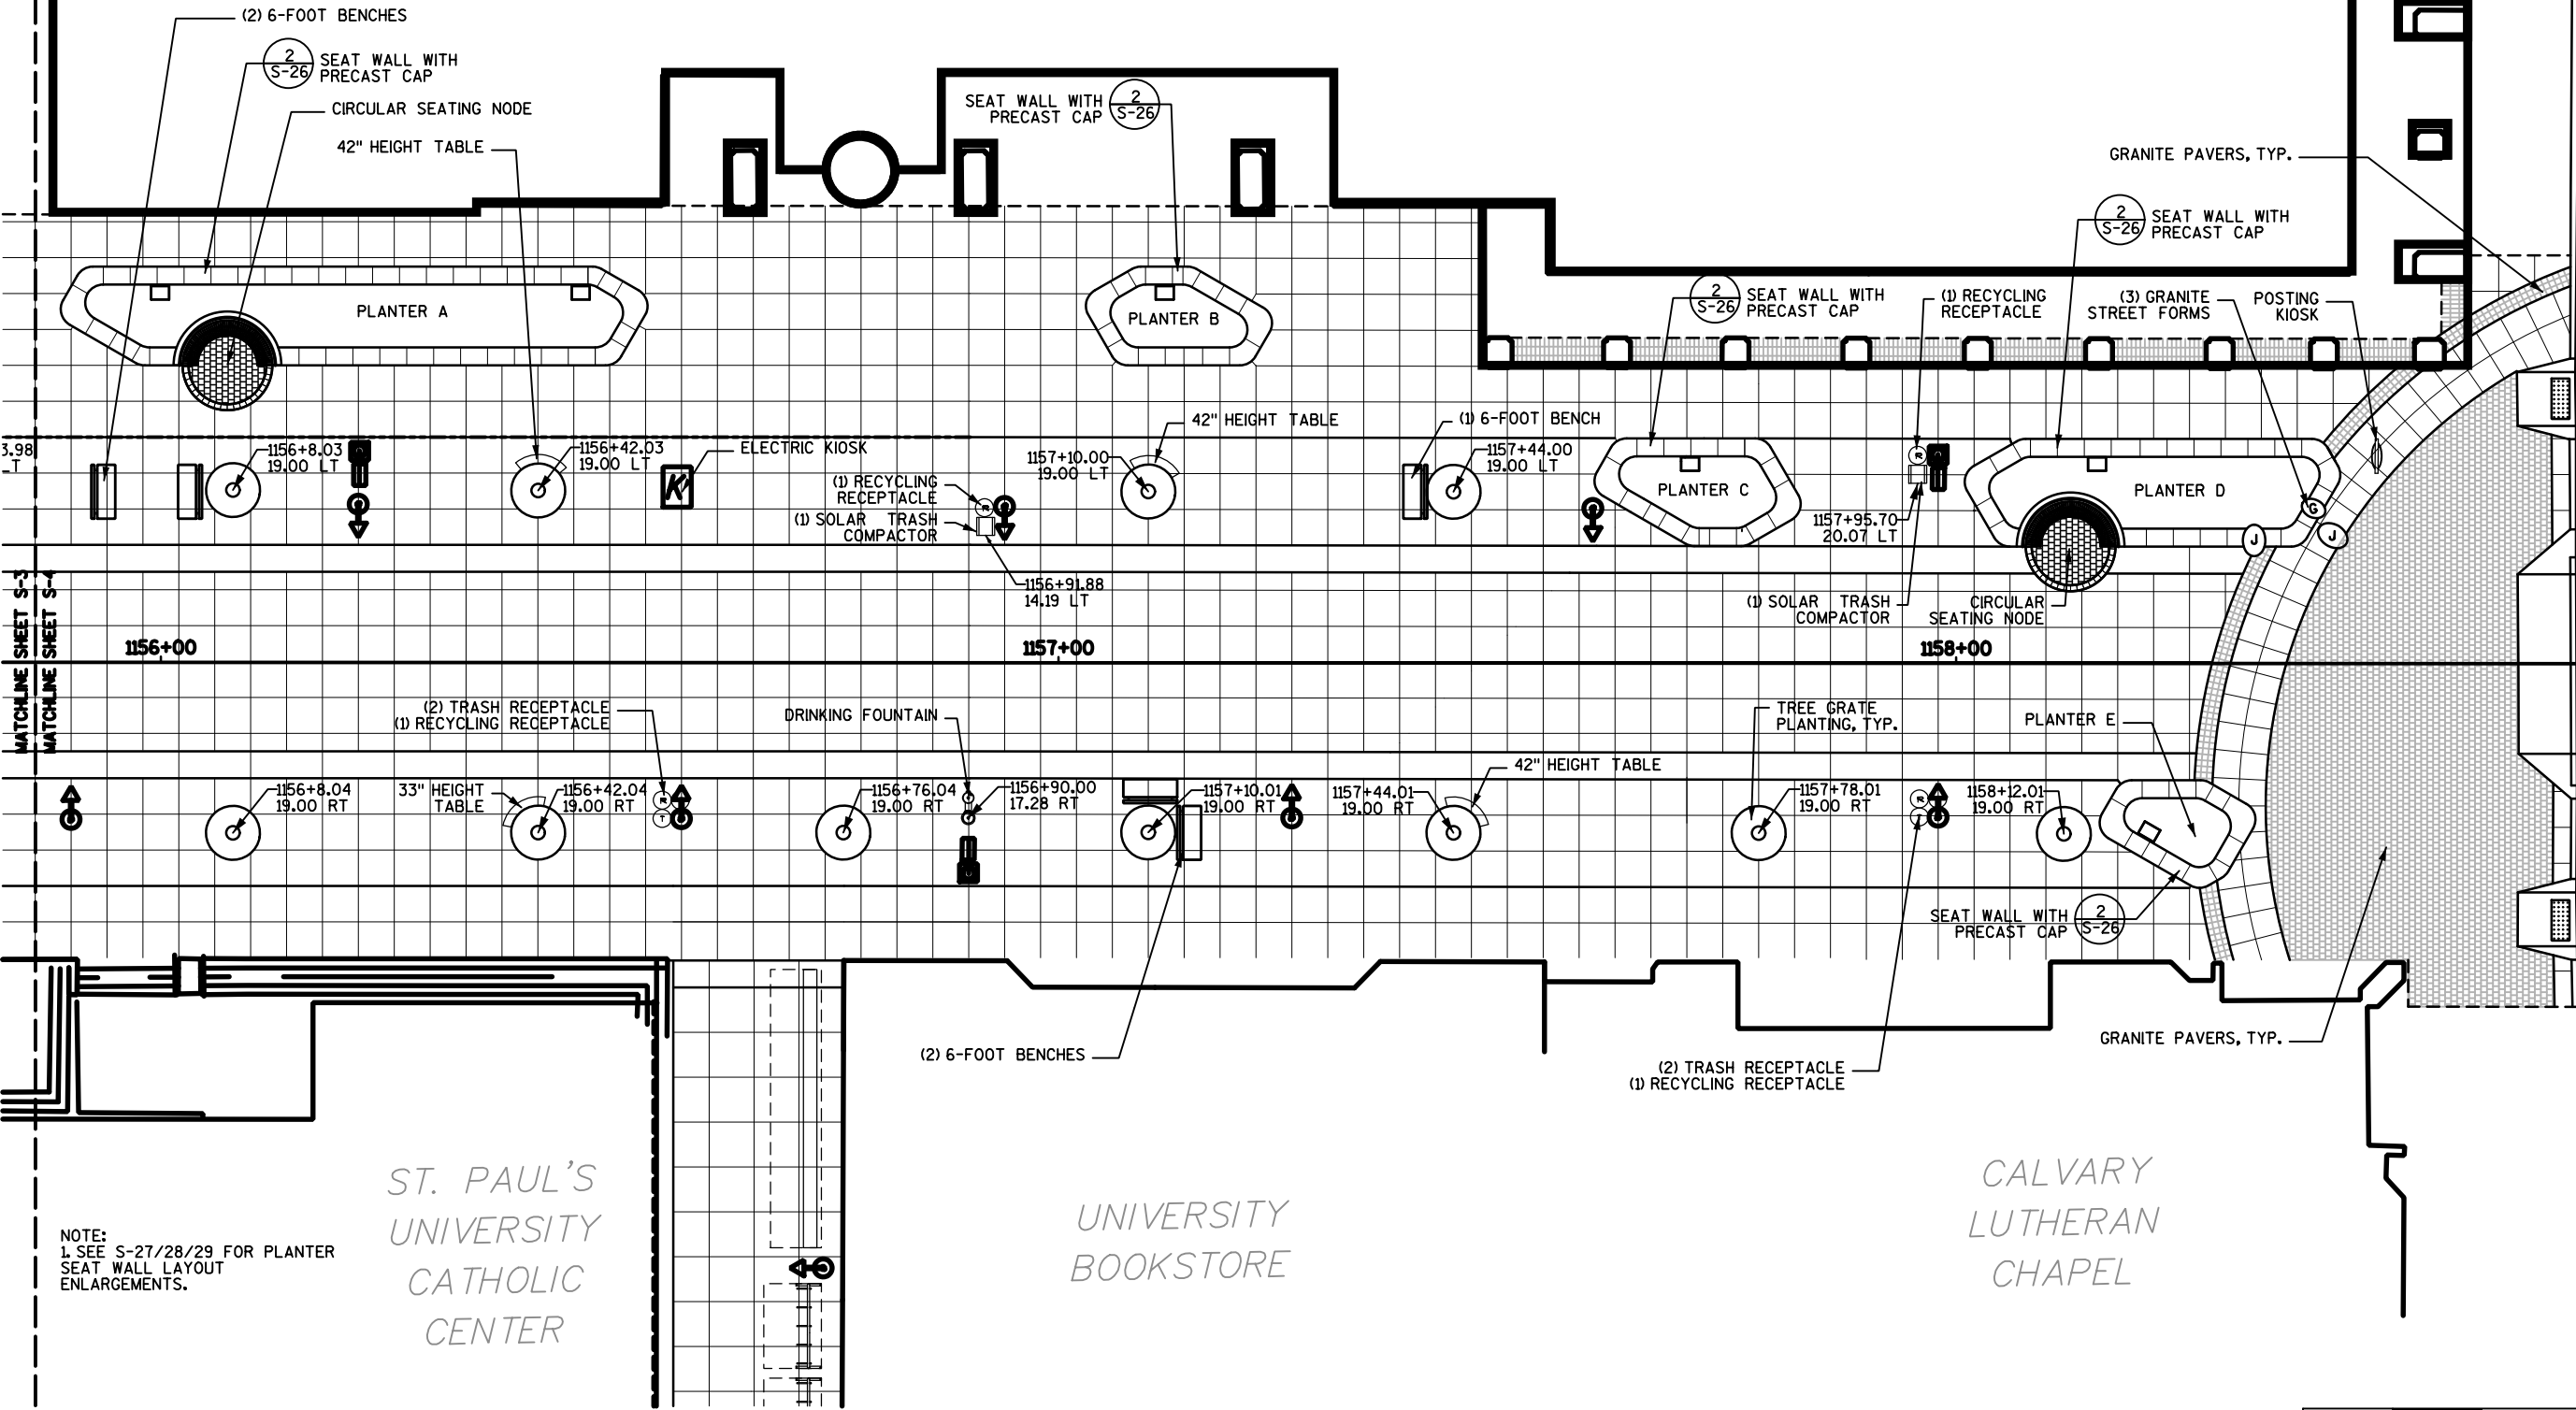 (2) 6-FOOT BENCHES
2
S-26
SEAT WALL WITH
PRECAST CAP
CIRCULAR SEATING NODE
42" HEIGHT TABLE
SEAT WALL WITH
PRECAST CAP
2
S-26
GRANITE PAVERS, TYP.
2
S-26
SEAT WALL WITH
PRECAST CAP
PLANTER A
PLANTER B
2
S-26
SEAT WALL WITH
PRECAST CAP
(1) RECYCLING
RECEPTACLE
(3) GRANITE
STREET FORMS
POSTING
KIOSK
3.98
LT
1156+8.03
19.00 LT
1156+42.03
19.00 LT
ELECTRIC KIOSK
K
(1) RECYCLING
RECEPTACLE
(1) SOLAR TRASH
COMPACTOR
R
1156+91.88
14.19 LT
1157+10.00
19.00 LT
42" HEIGHT TABLE
(1) 6-FOOT BENCH
1157+44.00
19.00 LT
PLANTER C
R
1157+95.70
20.07 LT
PLANTER D
G
J
J
(1) SOLAR TRASH
COMPACTOR
CIRCULAR
SEATING NODE
MATCHLINE SHEET S-3
MATCHLINE SHEET S-4
1156+00
1157+00
1158+00
(2) TRASH RECEPTACLE
(1) RECYCLING RECEPTACLE
DRINKING FOUNTAIN
TREE GRATE
PLANTING, TYP.
PLANTER E
42" HEIGHT TABLE
1156+8.04
19.00 RT
33" HEIGHT
TABLE
1156+42.04
19.00 RT
R
T
1156+76.04
19.00 RT
1156+90.00
17.28 RT
1157+10.01
19.00 RT
1157+44.01
19.00 RT
1157+78.01
19.00 RT
R
T
1158+12.01
19.00 RT
SEAT WALL WITH
PRECAST CAP
2
S-26
(2) 6-FOOT BENCHES
(2) TRASH RECEPTACLE
(1) RECYCLING RECEPTACLE
GRANITE PAVERS, TYP.
ST. PAUL'S
UNIVERSITY
CATHOLIC
CENTER
UNIVERSITY
BOOKSTORE
CALVARY
LUTHERAN
CHAPEL
NOTE:
1. SEE S-27/28/29 FOR PLANTER
SEAT WALL LAYOUT
ENLARGEMENTS.